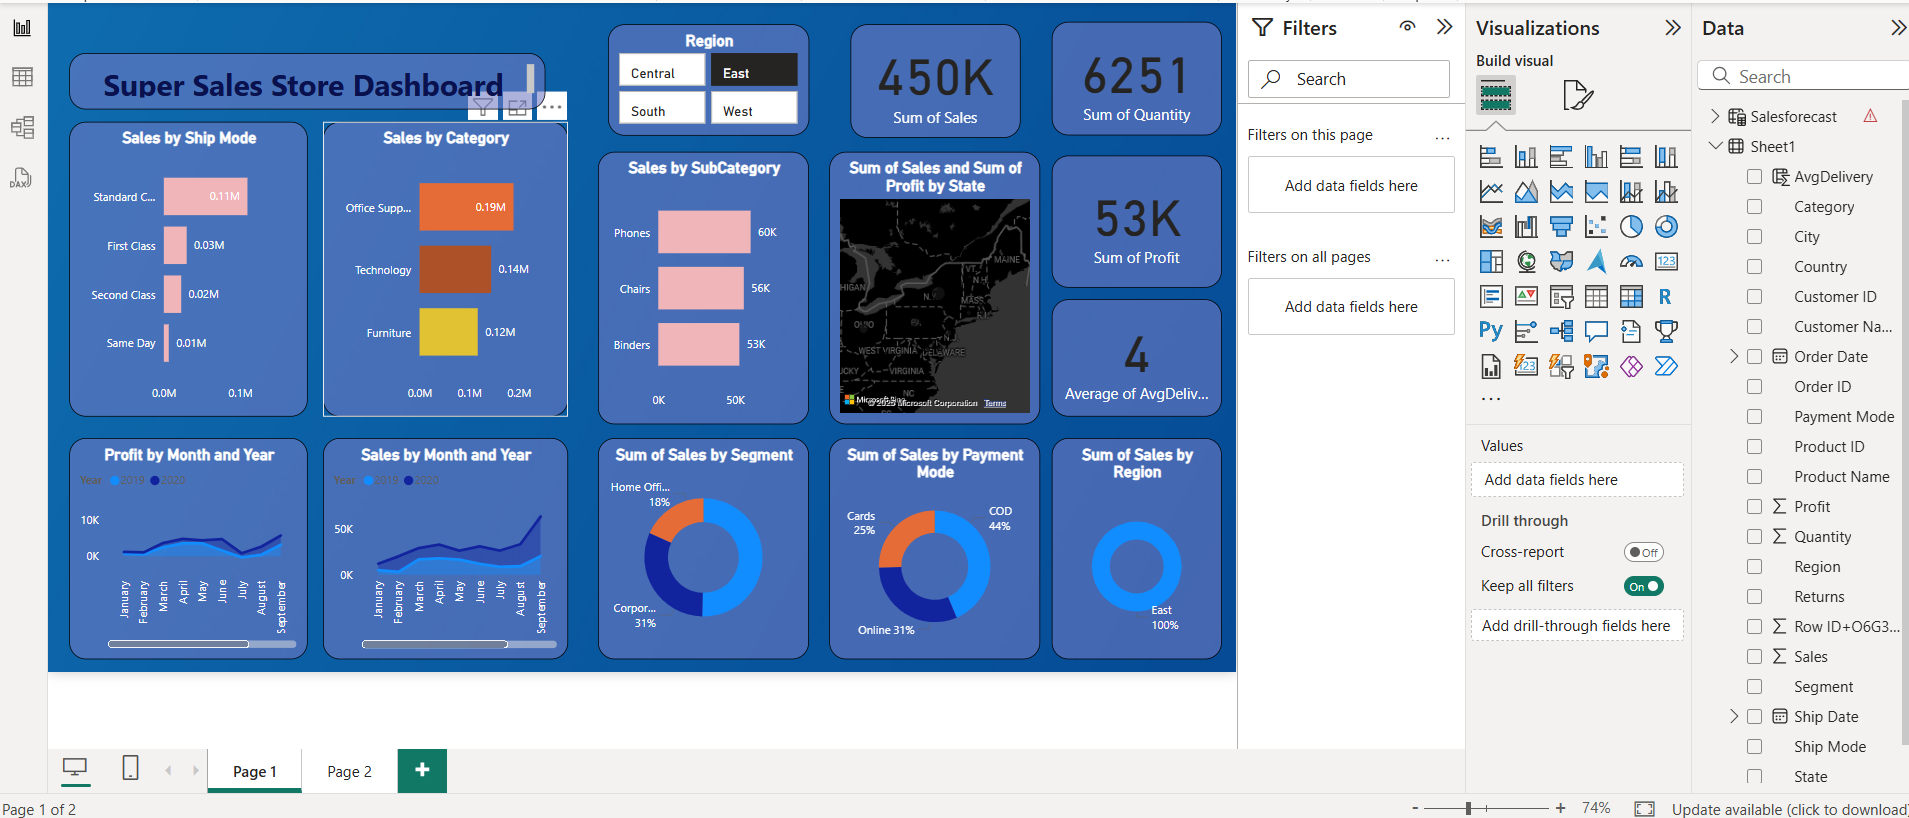 Super Sales Store Dashboard
Region
Central
East
South
West
450K
Sum of Sales
6251
Sum of Quantity
Sales by Ship Mode
Standard C...
0.11M
First Class
0.03M
Second Class
0.02M
Same Day
0.01M
0.0M
0.1M
Sales by Category
Office Supp...
0.19M
Technology
0.14M
Furniture
0.12M
0.0M
0.1M
0.2M
Sales by SubCategory
Phones
60K
Chairs
56K
Binders
53K
0K
50K
Sum of Sales and Sum of
Profit by State
MAINE
VT.
N.H.
HIGAN
N.Y.
MASS.
R.I.
OHIO
PA.
WEST VIRGINIA
DELAWARE
UCKY
VIRGINIA
NC
Microsoft Bing
© 2025 Microsoft Corporation
Terms
53K
Sum of Profit
4
Average of AvgDeliv...
Profit by Month and Year
Year
2019
2020
10K
0K
January
February
March
April
May
June
July
August
September
Sales by Month and Year
Year
2019
2020
50K
0K
January
February
March
April
May
June
July
August
September
Sum of Sales by Segment
Home Offi...
18%
Corpor...
31%
Sum of Sales by Payment
Mode
Cards
25%
COD
44%
Online 31%
Sum of Sales by
Region
East
100%
DAX
Page 1
Page 2
+
Page 1 of 2
Filters
Search
Filters on this page
...
Add data fields here
Filters on all pages
...
Add data fields here
Visualizations
Build visual
123
R
Py
123
...
Values
Add data fields here
Drill through
Cross-report
Off
Keep all filters
On
Add drill-through fields here
Data
Search
Salesforecast
Sheet1
AvgDelivery
Category
City
Country
Customer ID
Customer Na...
Order Date
Order ID
Payment Mode
Product ID
Product Name
Profit
Quantity
Region
Returns
Row ID+O6G3...
Sales
Segment
Ship Date
Ship Mode
State
- + 74%
Update available (click to download)